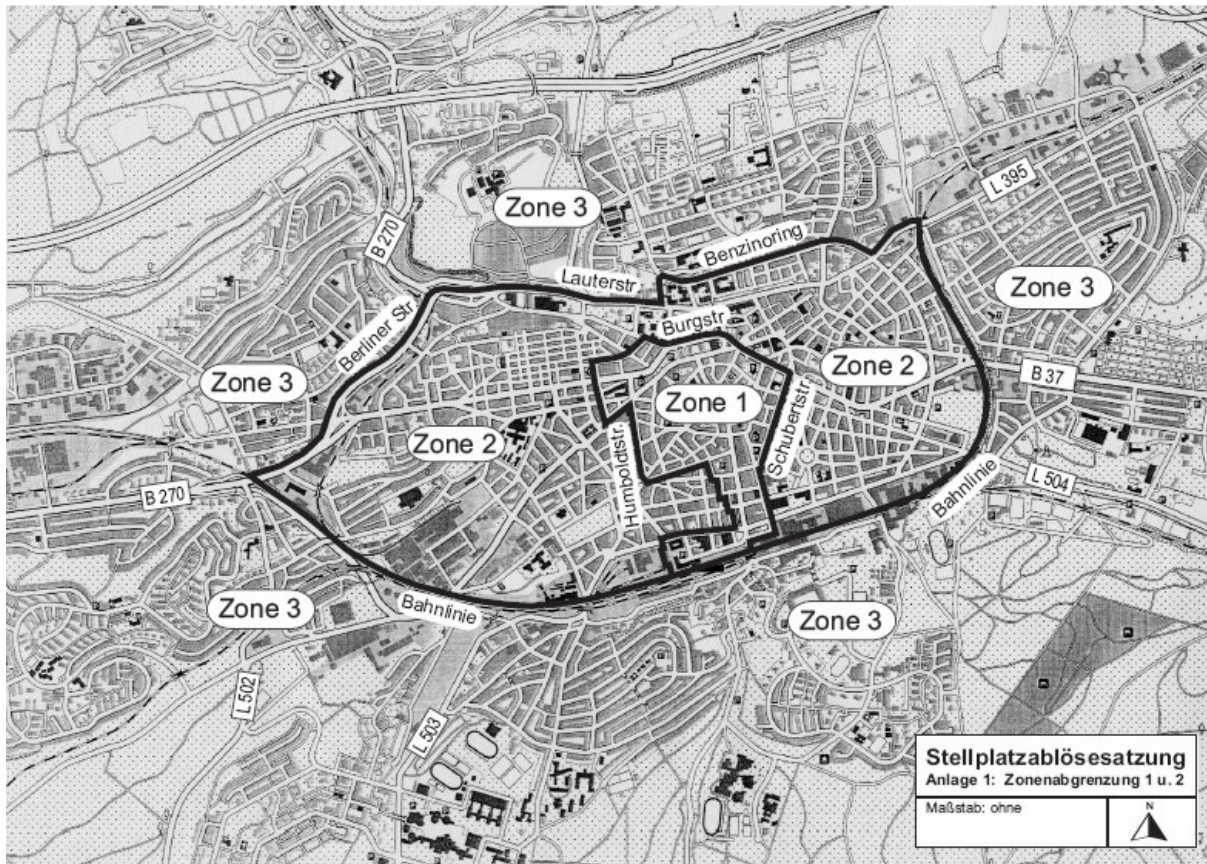 L 395
Zone 3
B 270
Benzinoring
Lauterstr
Zone 3
Burgstr
Berliner Str
Zone 3
Zone 2
B 37
Zone 1
Schubertstr.
Zone 2
Humboldtstr.
B 270
Bahnlinie
L 504
Zone 3
Bahnlinie
Zone 3
L 502
L 503
Stellplatzablösesatzung
Anlage 1: Zonenabgrenzung 1 u. 2
Maßstab: ohne
N